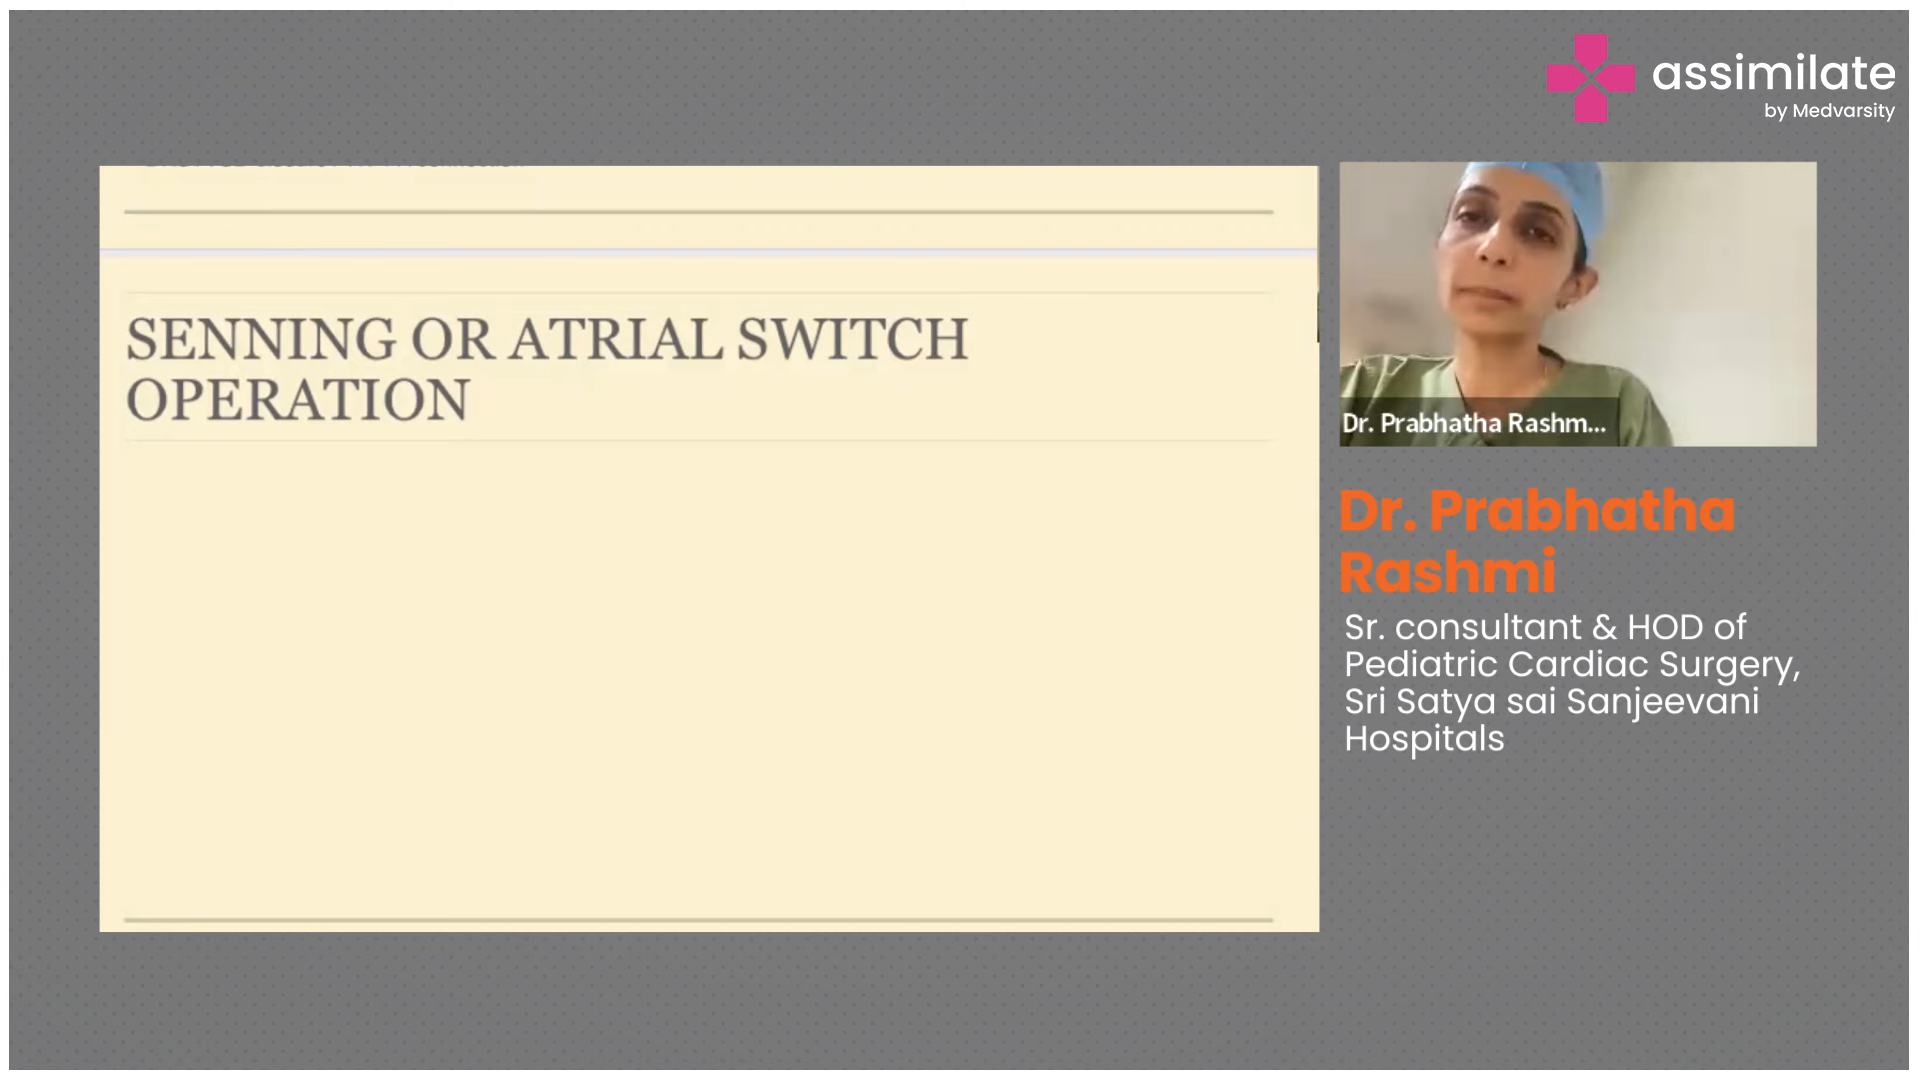 assimilate
by Medvarsity
SENNING OR ATRIAL SWITCH
OPERATION
Dr. Prabhatha Rashm...
Dr. Prabhatha
Rashmi
Sr. consultant & HOD of
Pediatric Cardiac Surgery,
Sri Satya sai Sanjeevani
Hospitals